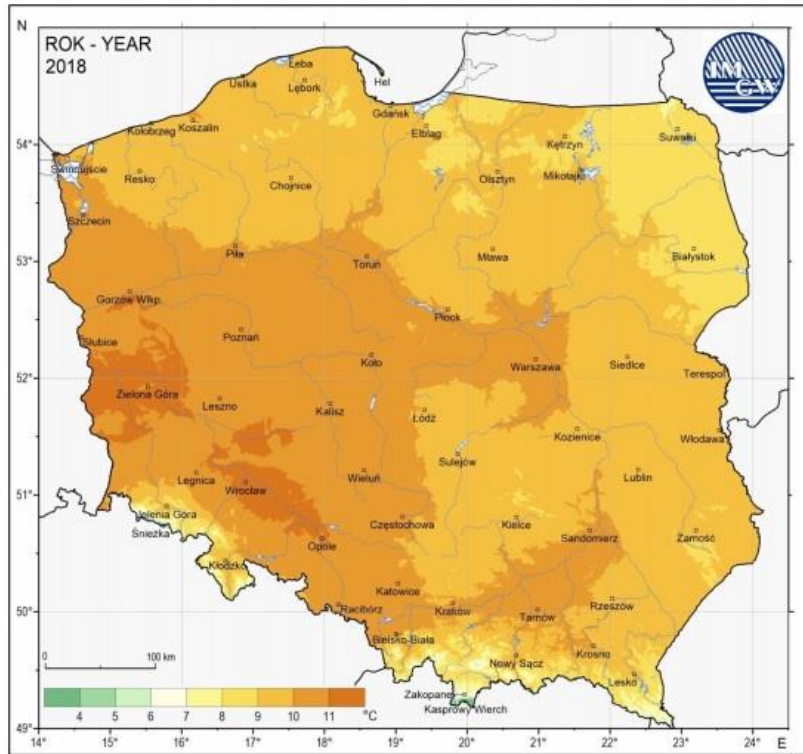 N
ROK - YEAR
2018
IM
GW
Łeba
Hel
Ustka
Lębork
Gdańsk
Koszalin
Kołobrzeg
Elbląg
Suwałki
Kętrzyn
54°
Świnoujście
Resko
Chojnice
Olsztyn
Mikołajki
Szczecin
Piła
Toruń
Mława
Białystok
53°
Gorzów Wlkp.
Płock
Słubice
Poznań
Koło
Warszawa
Siedlce
Terespol
52°
Zielona Góra
Leszno
Kalisz
Łódź
Kozienice
Włodawa
Sulejów
Legnica
Wrocław
Wieluń
Lublin
51°
Jelenia Góra
Śnieżka
Częstochowa
Kielce
Sandomierz
Zamość
Opole
Kłodzko
Katowice
Racibórz
Kraków
Tarnów
Rzeszów
50°
Bielsko-Biała
Nowy Sącz
Krosno
Lesko
0 100 km
Zakopane
Kasprowy Wierch
4 5 6 7 8 9 10 11 °C
49°
14° 15° 16° 17° 18° 19° 20° 21° 22° 23° 24° E